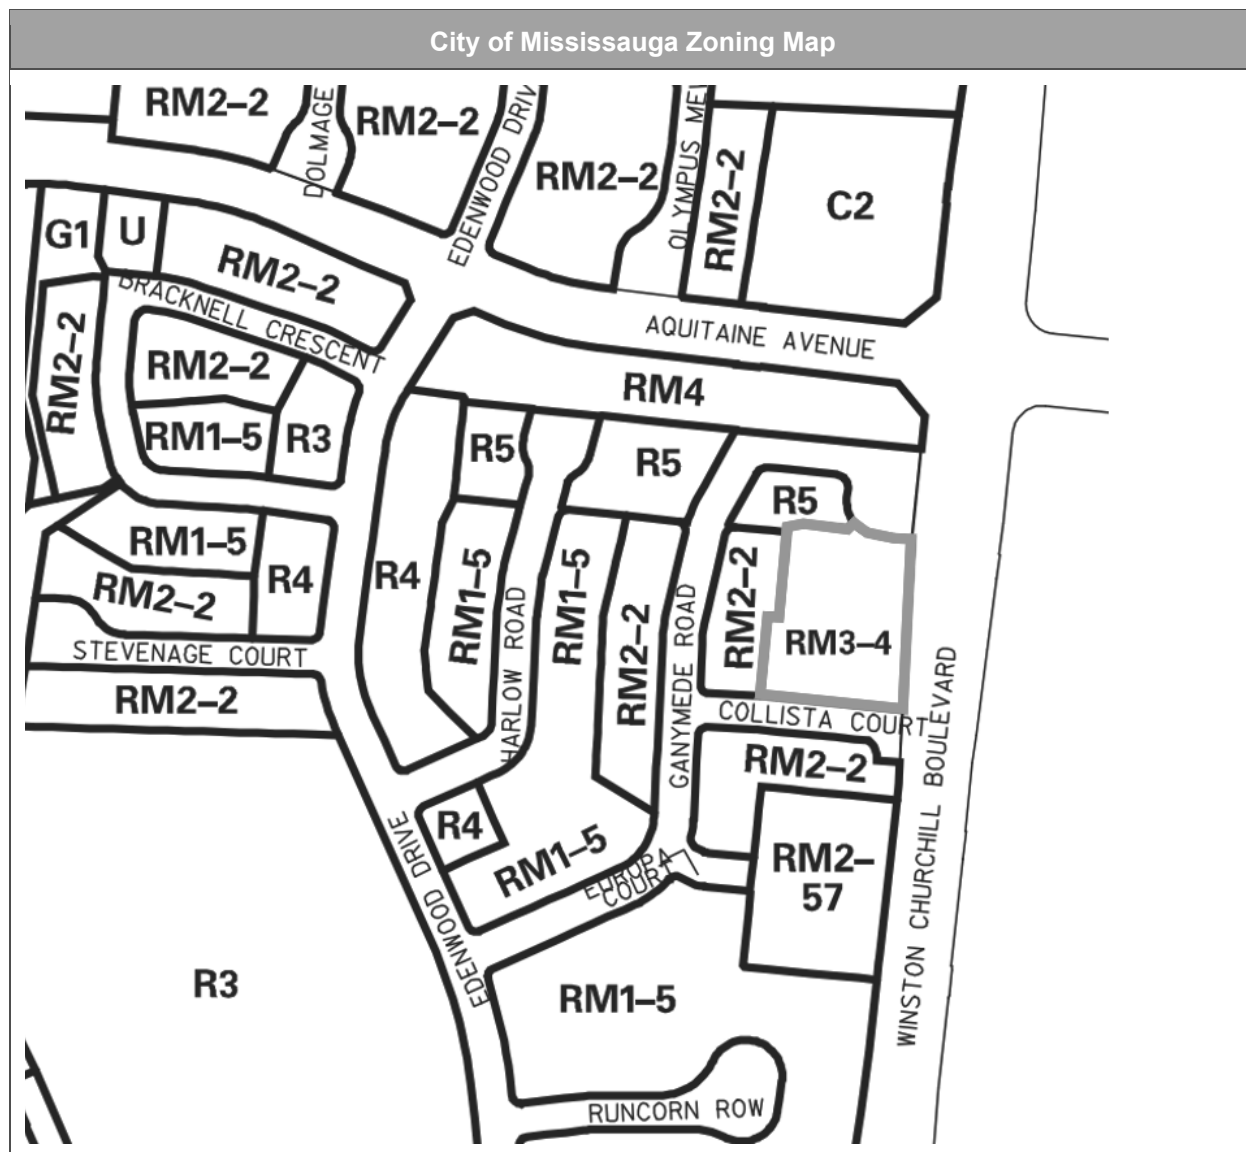 City of Mississauga Zoning Map
RM2–2
DOLMAGE
RM2–2
EDENWOOD DRIV
RM2–2
OLYMPUS ME
RM2–2
C2
G1
U
RM2–2
BRACKNELL CRESCENT
AQUITAINE AVENUE
RM2–2
RM2–2
RM4
RM1–5
R3
R5
R5
R5
RM1–5
R4
RM2–2
R4
RM1–5
HARLOW ROAD
RM1–5
RM2–2
GANYMEDE ROAD
RM2–2
RM3–4
STEVENAGE COURT
RM2–2
COLLISTA COURT
WINSTON CHURCHILL BOULEVARD
RM2–2
R4
RM1–5
EUROPA
COURT
RM2–
57
EDENWOOD DRIVE
R3
RM1–5
RUNCORN ROW